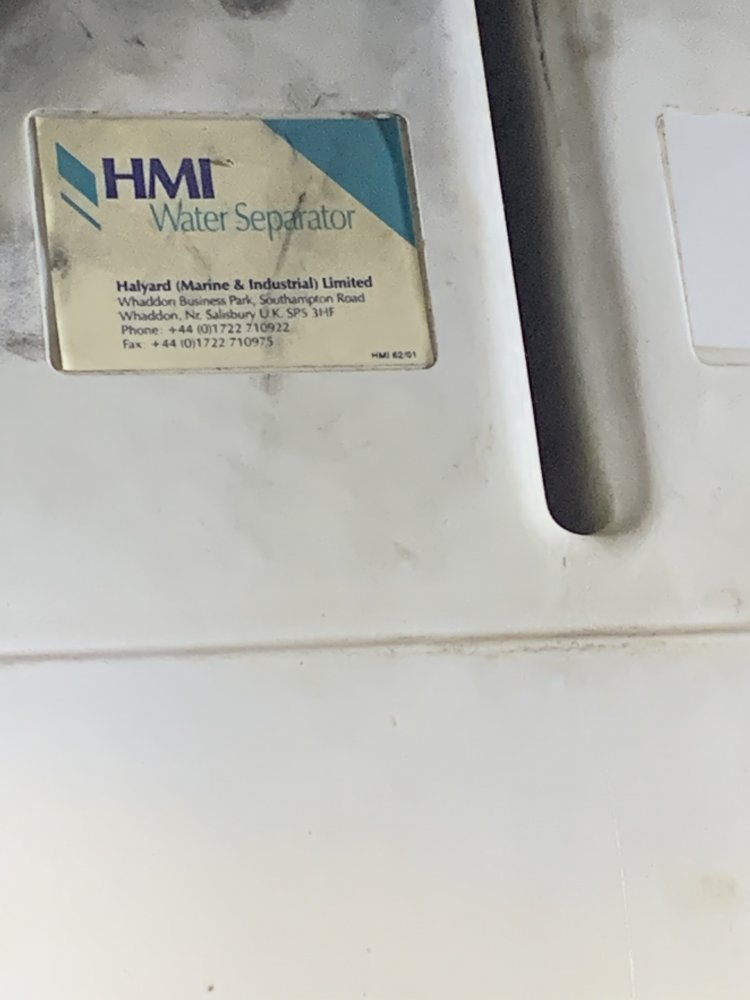 HMI
Water Separator
Halyard (Marine & Industrial) Limited
Whaddon Business Park, Southampton Road
Whaddon, Nr. Salisbury U.K. SP5 3HF
Phone: +44 (0)1722 710922
Fax: +44 (0)1722 710975
HMI 62/01